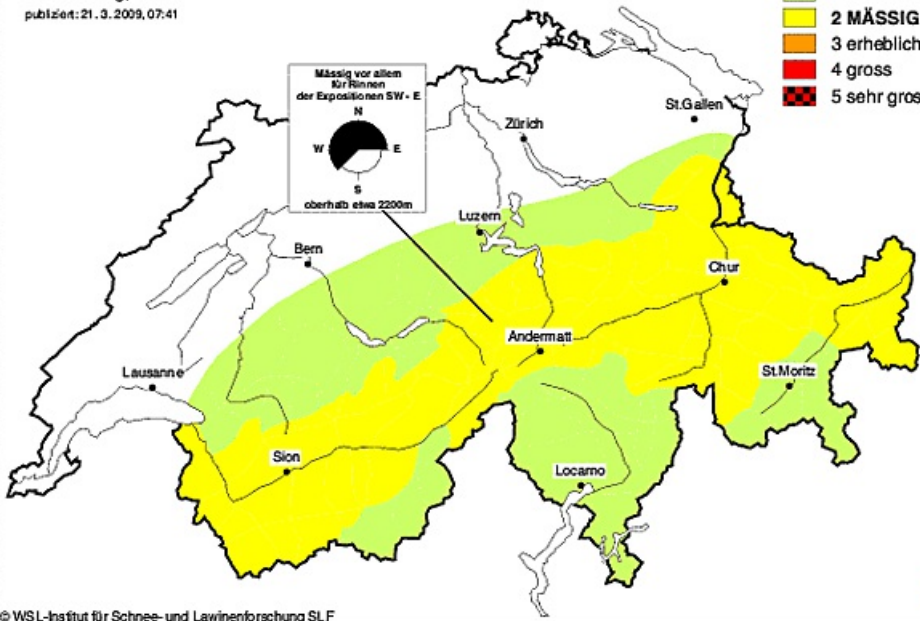 publiziert: 21. 3. 2009, 07:41
2 MÄSSIG
3 erheblich
4 gross
5 sehr gros
Mässig vor allem
für Rinnen
der Expositionen SW - E
N
W
E
S
oberhalb etwa 2200m
St.Gallen
Zürich
Luzern
Bern
Chur
Andermatt
Lausanne
St.Moritz
Sion
Locarno
© WSL-Institut für Schnee- und Lawinenforschung SLF